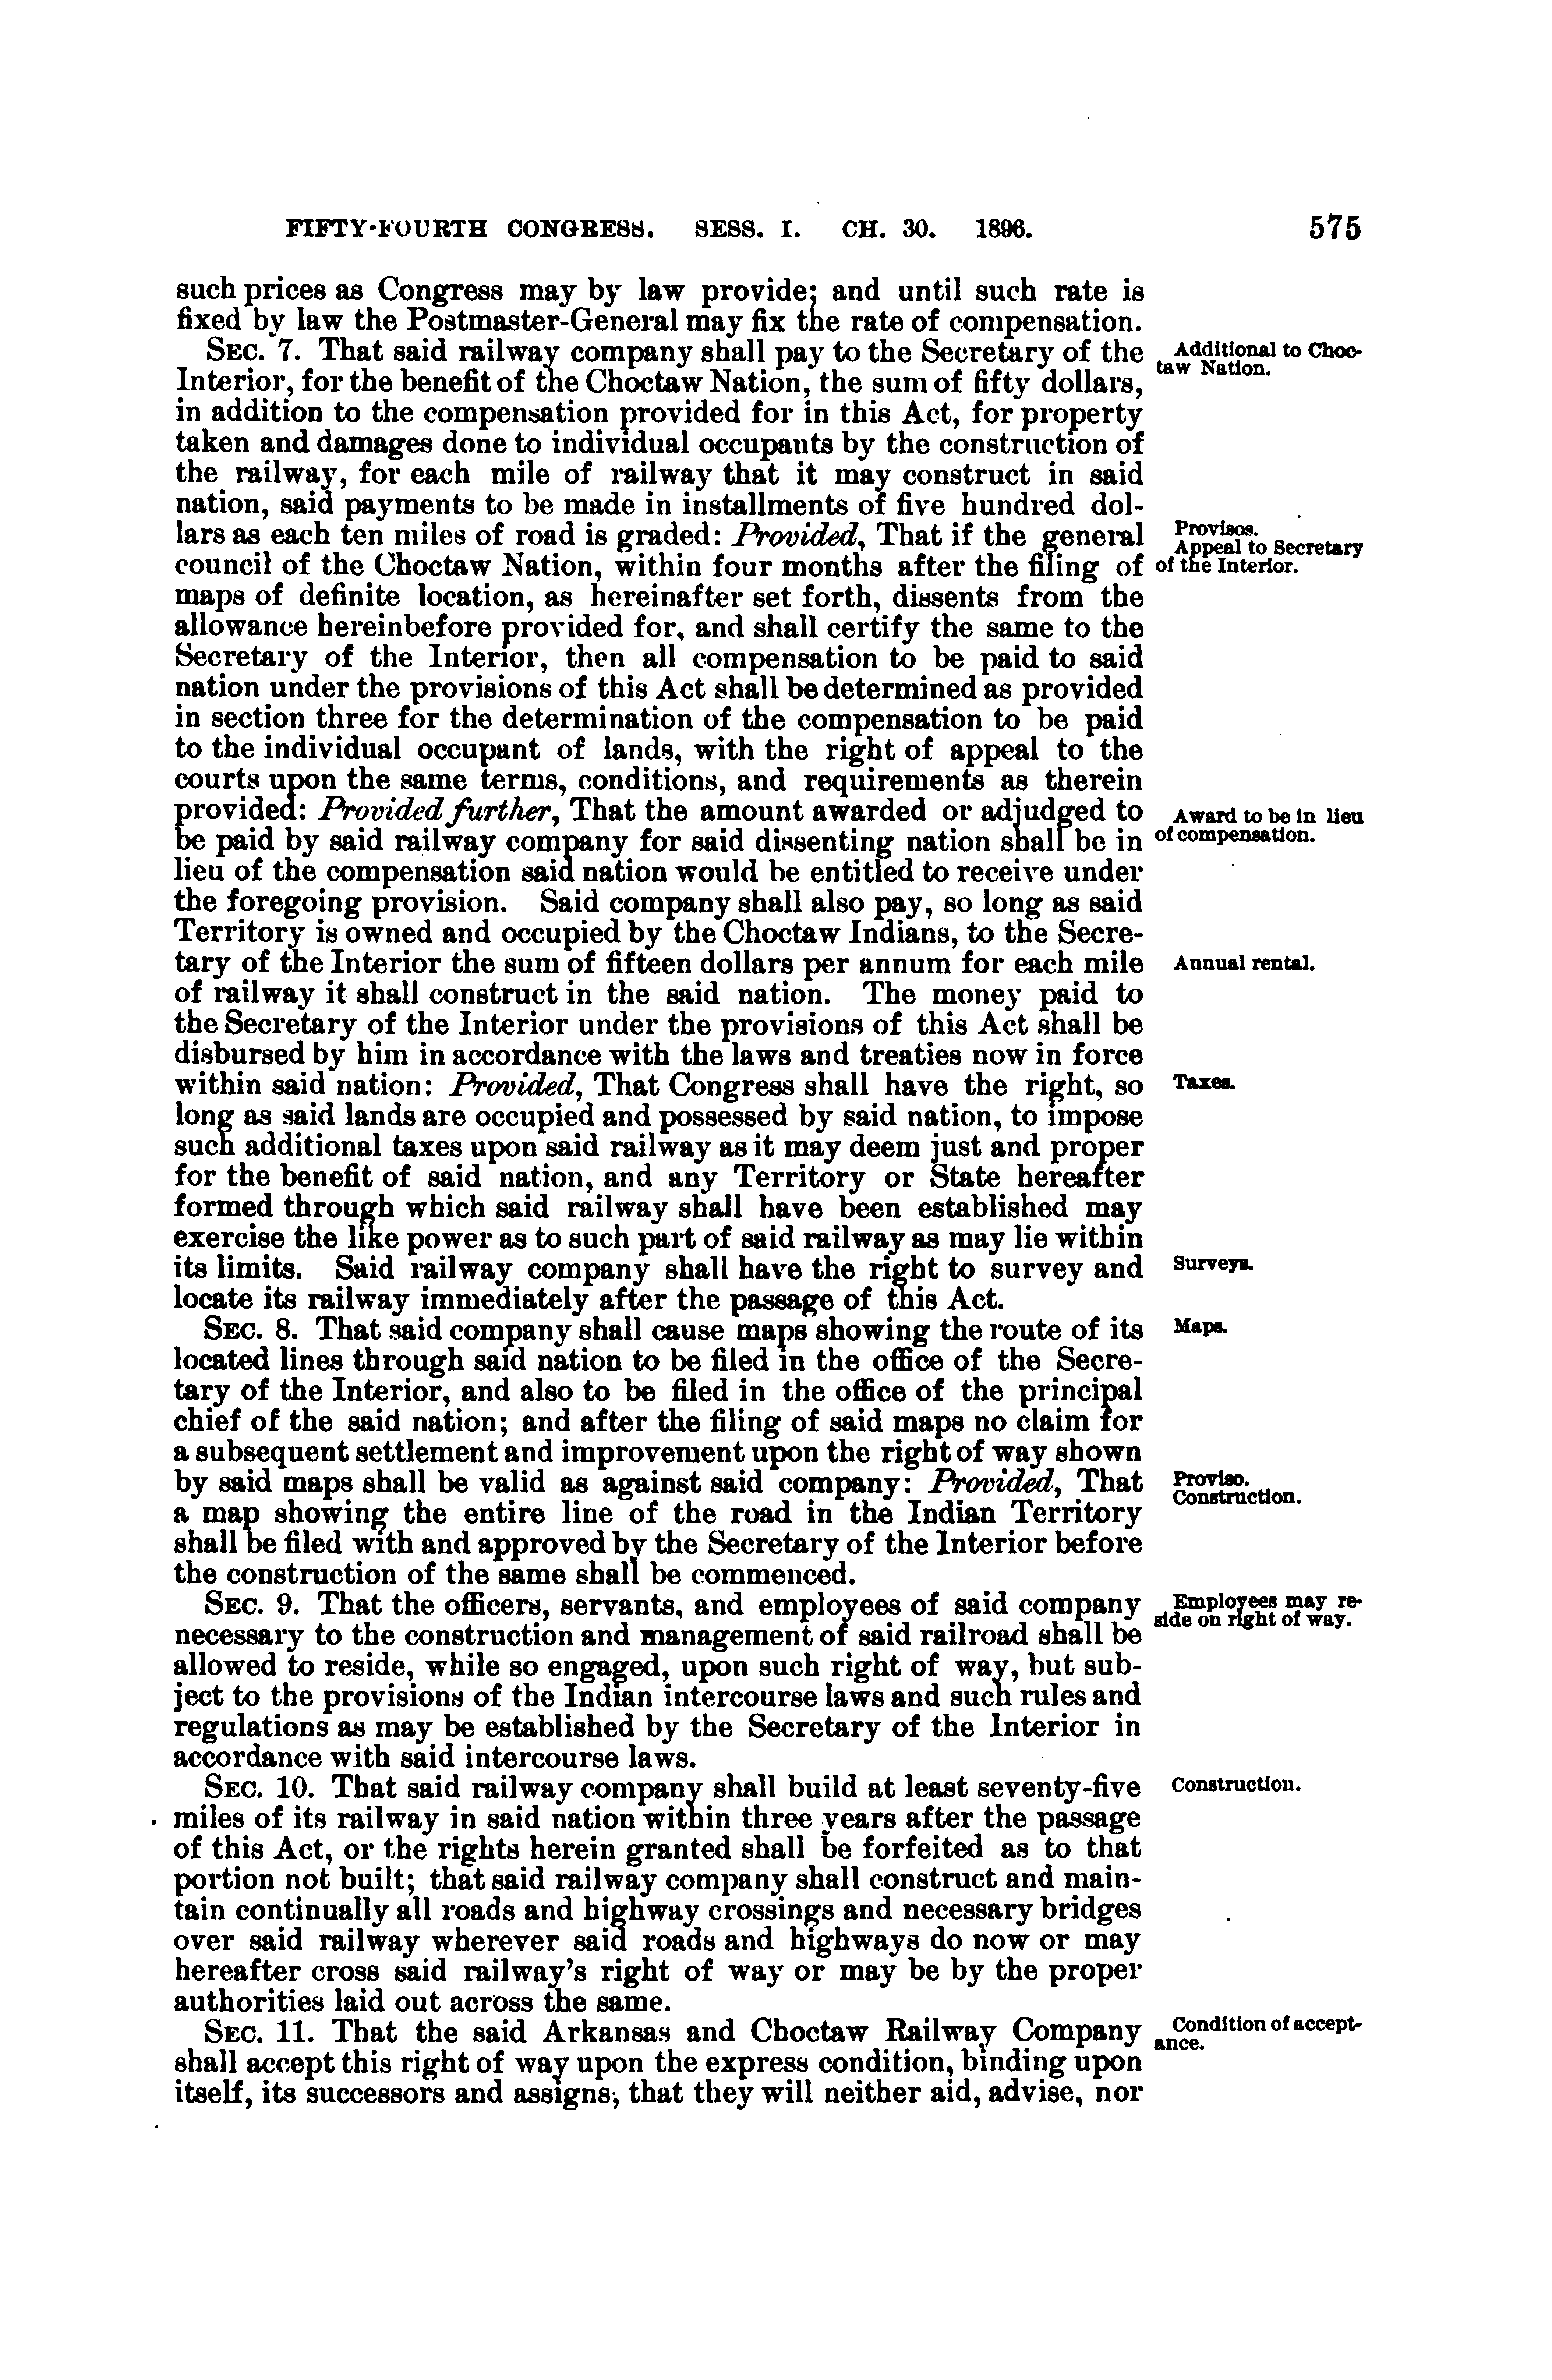 FIFTY-FOURTH CONGRESS. SESS. I. CH. 30. 1896. 575
such prices as Congress may by law provide; and until such rate is
fixed by law the Postmaster-General may fix the rate of compensation.
SEC. 7. That said railway company shall pay to the Secretary of the
Interior, for the benefit of the Choctaw Nation, the sum of fifty dollars,
in addition to the compensation provided for in this Act, for property
taken and damages done to individual occupants by the construction of
the railway, for each mile of railway that it may construct in said
nation, said payments to be made in installments of five hundred dol-
lars as each ten miles of road is graded: Provided, That if the general
council of the Choctaw Nation, within four months after the filing of
maps of definite location, as hereinafter set forth, dissents from the
allowance hereinbefore provided for, and shall certify the same to the
Secretary of the Interior, then all compensation to be paid to said
nation under the provisions of this Act shall be determined as provided
in section three for the determination of the compensation to be paid
to the individual occupant of lands, with the right of appeal to the
courts upon the same terms, conditions, and requirements as therein
provided: Provided further, That the amount awarded or adjudged to
be paid by said railway company for said dissenting nation shall be in
lieu of the compensation said nation would be entitled to receive under
the foregoing provision. Said company shall also pay, so long as said
Territory is owned and occupied by the Choctaw Indians, to the Secre-
tary of the Interior the sum of fifteen dollars per annum for each mile
of railway it shall construct in the said nation. The money paid to
the Secretary of the Interior under the provisions of this Act shall be
disbursed by him in accordance with the laws and treaties now in force
within said nation: Provided, That Congress shall have the right, so
long as said lands are occupied and possessed by said nation, to impose
such additional taxes upon said railway as it may deem just and proper
for the benefit of said nation, and any Territory or State hereafter
formed through which said railway shall have been established may
exercise the like power as to such part of said railway as may lie within
its limits. Said railway company shall have the right to survey and
locate its railway immediately after the passage of this Act.
SEC. 8. That said company shall cause maps showing the route of its
located lines through said nation to be filed in the office of the Secre-
tary of the Interior, and also to be filed in the office of the principal
chief of the said nation; and after the filing of said maps no claim for
a subsequent settlement and improvement upon the right of way shown
by said maps shall be valid as against said company: Provided, That
a map showing the entire line of the road in the Indian Territory
shall be filed with and approved by the Secretary of the Interior before
the construction of the same shall be commenced.
SEC. 9. That the officers, servants, and employees of said company
necessary to the construction and management of said railroad shall be
allowed to reside, while so engaged, upon such right of way, but sub-
ject to the provisions of the Indian intercourse laws and such rules and
regulations as may be established by the Secretary of the Interior in
accordance with said intercourse laws.
SEC. 10. That said railway company shall build at least seventy-five
miles of its railway in said nation within three years after the passage
of this Act, or the rights herein granted shall be forfeited as to that
portion not built; that said railway company shall construct and main-
tain continually all roads and highway crossings and necessary bridges
over said railway wherever said roads and highways do now or may
hereafter cross said railway's right of way or may be by the proper
authorities laid out across the same.
SEC. 11. That the said Arkansas and Choctaw Railway Company
shall accept this right of way upon the express condition, binding upon
itself, its successors and assigns, that they will neither aid, advise, nor
Additional to Choc-
taw Nation.
Provisos.
Appeal to Secretary
of the Interior.
Award to be in lieu
of compensation.
Annual rental.
Taxes.
Surveys.
Maps.
Proviso.
Construction.
Employees may re-
side on right of way.
Construction.
Condition of accept-
ance.